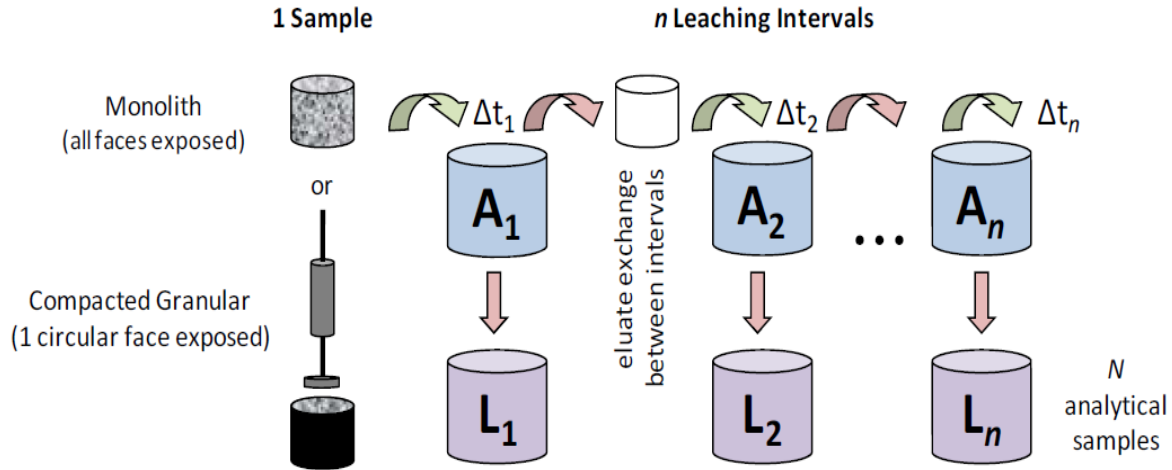 1 Sample
n Leaching Intervals
Monolith
(all faces exposed)
or
Compacted Granular
(1 circular face exposed)
Δt₁
Δt₂
Δtₙ
A₁
A₂
...
Aₙ
eluate exchange
between intervals
L₁
L₂
Lₙ
N
analytical
samples